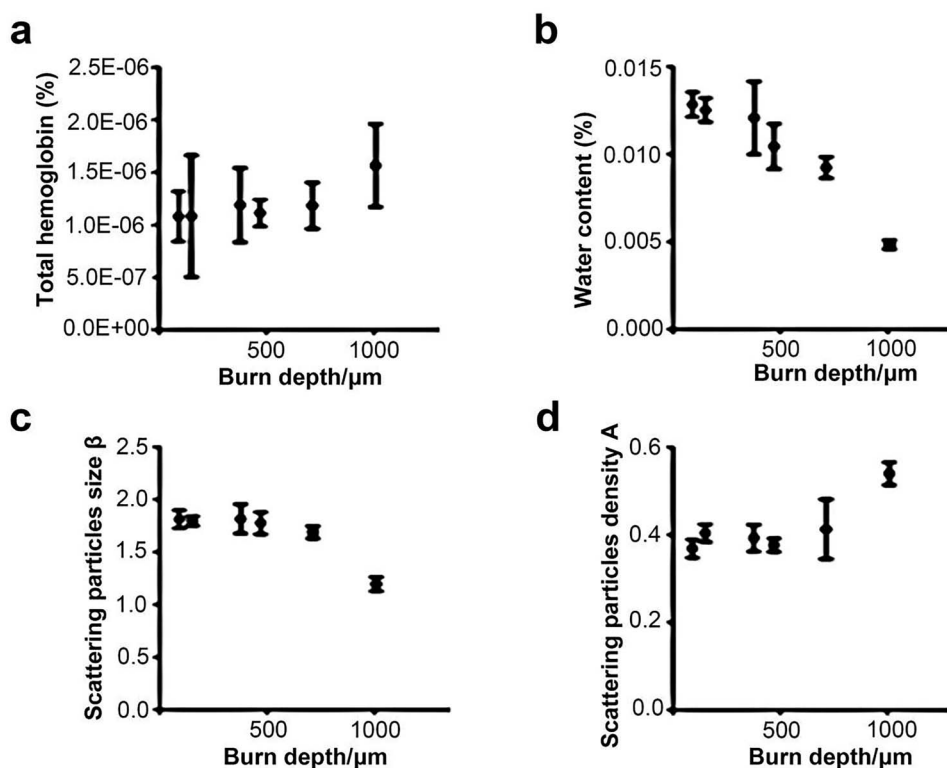 a
Total hemoglobin (%)
2.5E-06
2.0E-06
1.5E-06
1.0E-06
5.0E-07
0.0E+00
500
1000
Burn depth/µm
b
Water content (%)
0.015
0.010
0.005
0.000
500
1000
Burn depth/µm
c
Scattering particles size β
2.5
2.0
1.5
1.0
0.5
0.0
500
1000
Burn depth/µm
d
Scattering particles density A
0.6
0.4
0.2
0.0
500
1000
Burn depth/µm